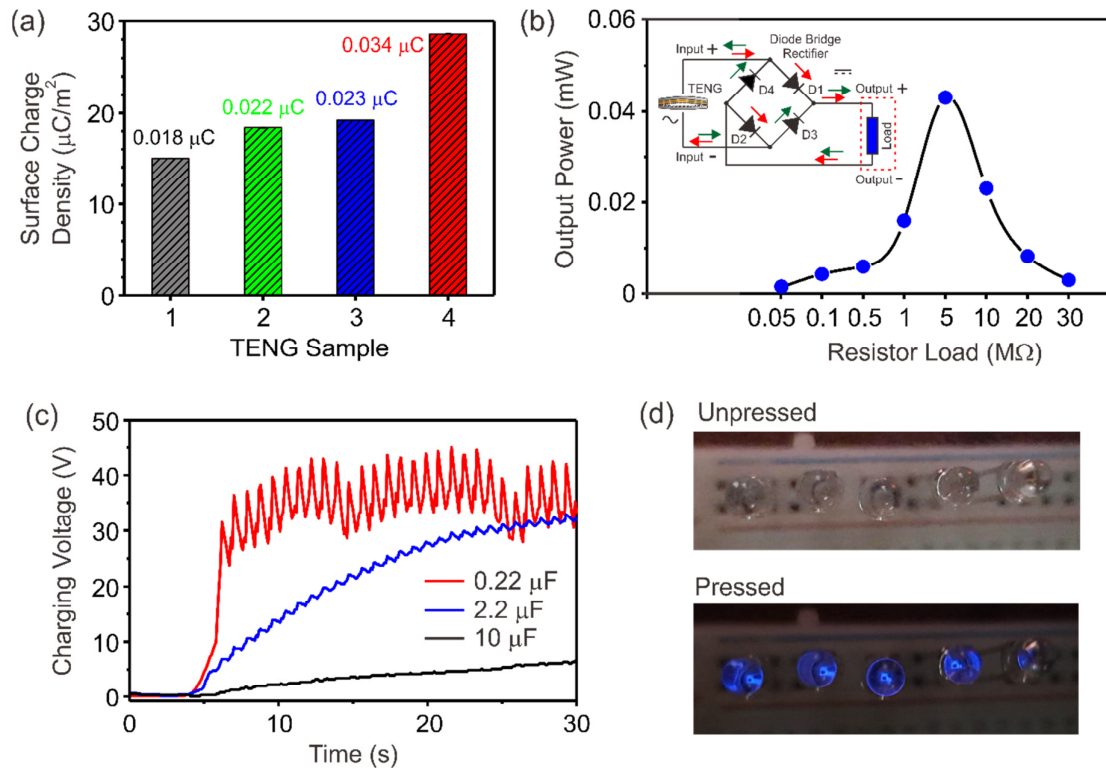 (a)
Surface Charge
Density (μC/m²)
30
20
10
0
0.018 μC
0.022 μC
0.023 μC
0.034 μC
1 2 3 4
TENG Sample
(b)
Output Power (mW)
0.06
0.04
0.02
0
Input +
Diode Bridge
Rectifier
TENG
D4
D1
Output +
D2
D3
Load
Input -
Output -
0.05 0.1 0.5 1 5 10 20 30
Resistor Load (MΩ)
(c)
Charging Voltage (V)
50
40
30
20
10
0
0.22 μF
2.2 μF
10 μF
0 10 20 30
Time (s)
(d)
Unpressed
Pressed